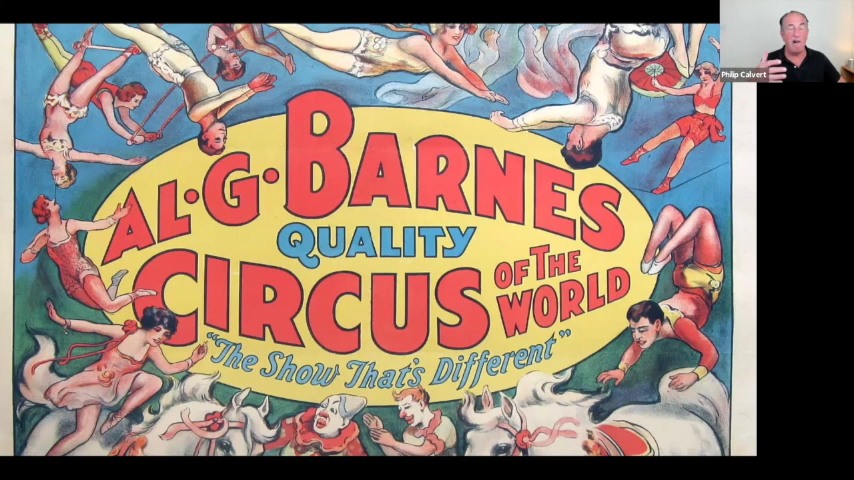 Philip Calvert
AL·G·BARNES
QUALITY
CIRCUS
OF THE
WORLD
"The Show That's Different"